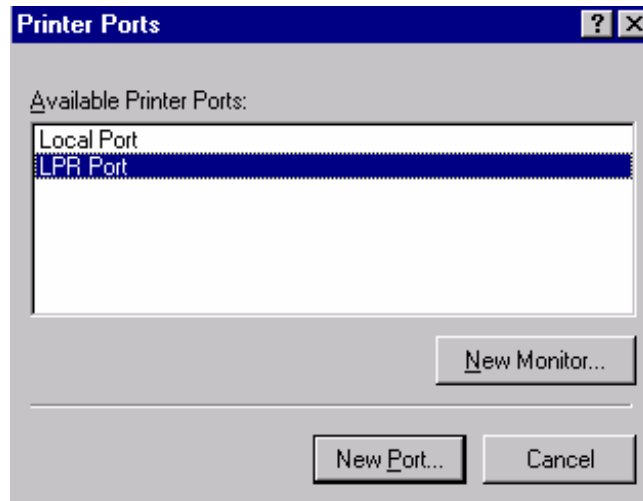 Printer Ports
Available Printer Ports:
Local Port
LPR Port
New Monitor...
New Port...
Cancel